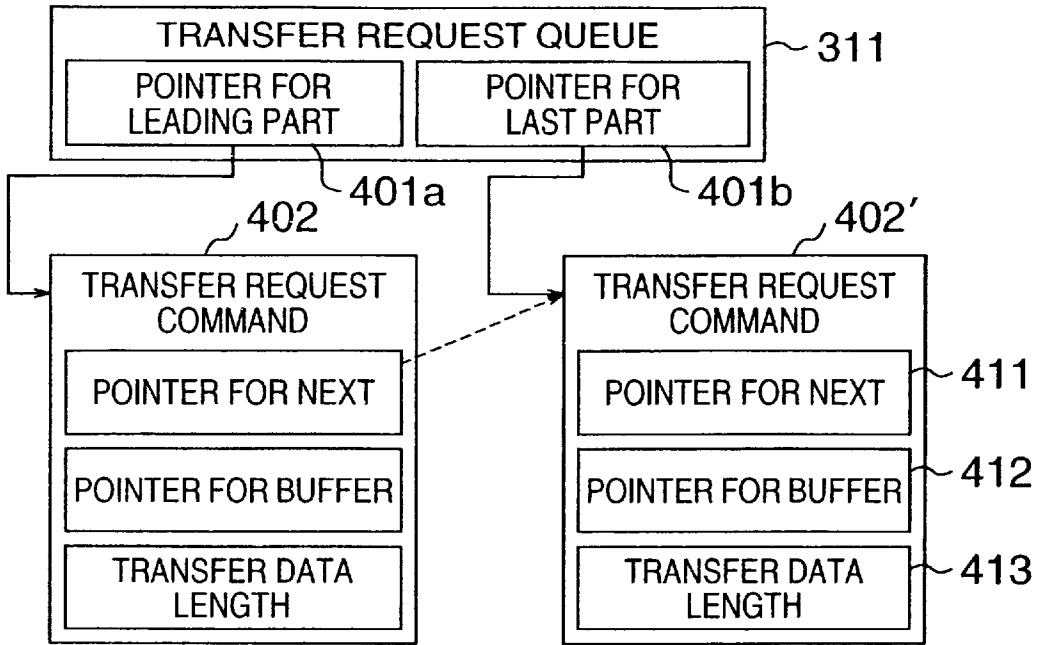 TRANSFER REQUEST QUEUE
311
POINTER FOR
LEADING PART
POINTER FOR
LAST PART
401a
401b
402
402'
TRANSFER REQUEST
COMMAND
POINTER FOR NEXT
POINTER FOR BUFFER
TRANSFER DATA
LENGTH
TRANSFER REQUEST
COMMAND
POINTER FOR NEXT
411
POINTER FOR BUFFER
412
TRANSFER DATA
LENGTH
413